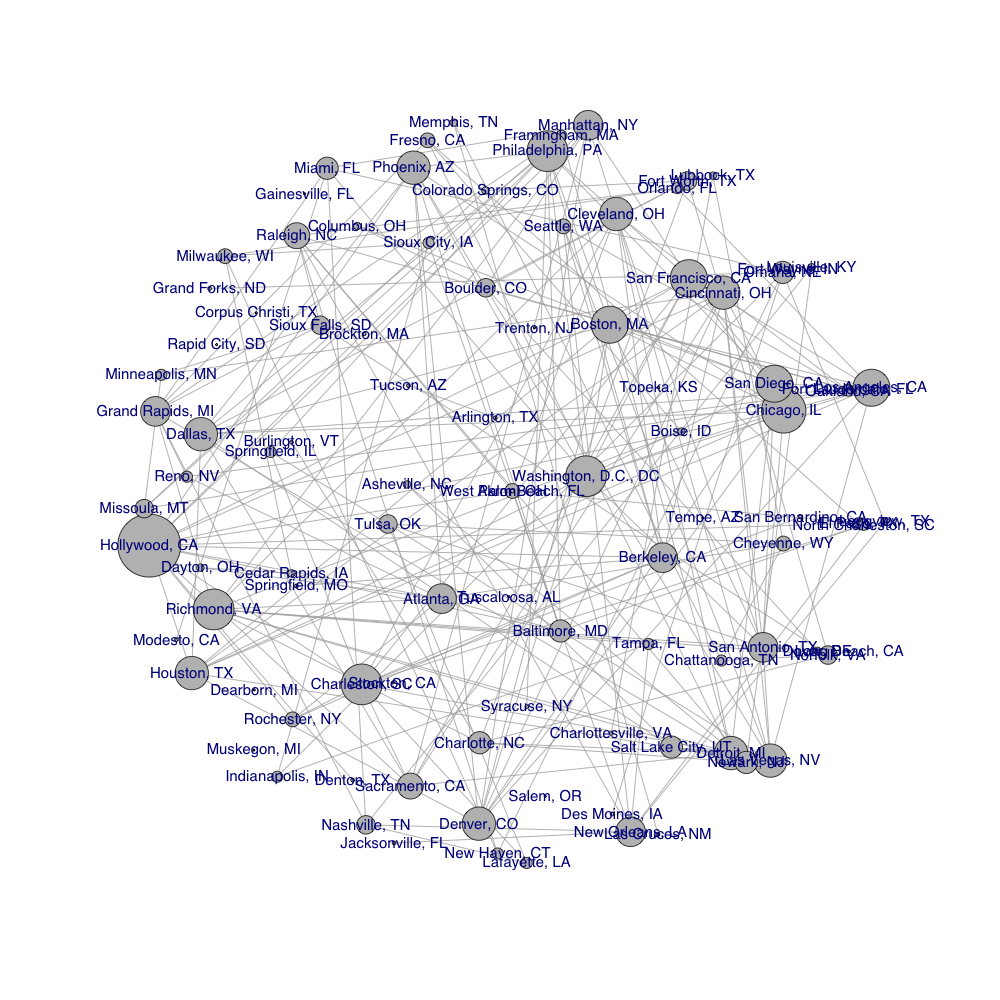 Memphis, TN
Manhattan, NY
Framingham, MA
Fresno, CA
Philadelphia, PA
Miami, FL
Phoenix, AZ
Lubbock, TX
Fort Worth, TX
Orlando, FL
Colorado Springs, CO
Gainesville, FL
Cleveland, OH
Columbus, OH
Seattle, WA
Raleigh, NC
Sioux City, IA
Milwaukee, WI
Louisville, KY
Fort Wayne, IN
Omaha, NE
San Francisco, CA
Grand Forks, ND
Boulder, CO
Cincinnati, OH
Corpus Christi, TX
Sioux Falls, SD
Boston, MA
Trenton, NJ
Brockton, MA
Rapid City, SD
Minneapolis, MN
San Diego, CA
Tucson, AZ
Topeka, KS
Los Angeles, CA
Oakland, CA
Grand Rapids, MI
Chicago, IL
Arlington, TX
Boise, ID
Dallas, TX
Burlington, VT
Springfield, IL
Reno, NV
Washington, D.C., DC
Asheville, NC
West Palm Beach, FL
Akron, OH
Missoula, MT
Tempe, AZ
San Bernardino, CA
Tulsa, OK
North Charleston, SC
Hollywood, CA
Cheyenne, WY
Berkeley, CA
Dayton, OH
Cedar Rapids, IA
Springfield, MO
Atlanta, GA
Tuscaloosa, AL
Richmond, VA
Baltimore, MD
Modesto, CA
Tampa, FL
San Antonio, TX
Long Beach, CA
Norfolk, VA
Chattanooga, TN
Houston, TX
Charleston, SC
Stockton, CA
Dearborn, MI
Syracuse, NY
Rochester, NY
Charlottesville, VA
Charlotte, NC
Salt Lake City, UT
Muskegon, MI
Detroit, MI
Las Vegas, NV
Newark, NJ
Indianapolis, IN
Denton, TX
Sacramento, CA
Salem, OR
Des Moines, IA
Nashville, TN
Denver, CO
New Orleans, LA
Las Cruces, NM
Jacksonville, FL
New Haven, CT
Lafayette, LA